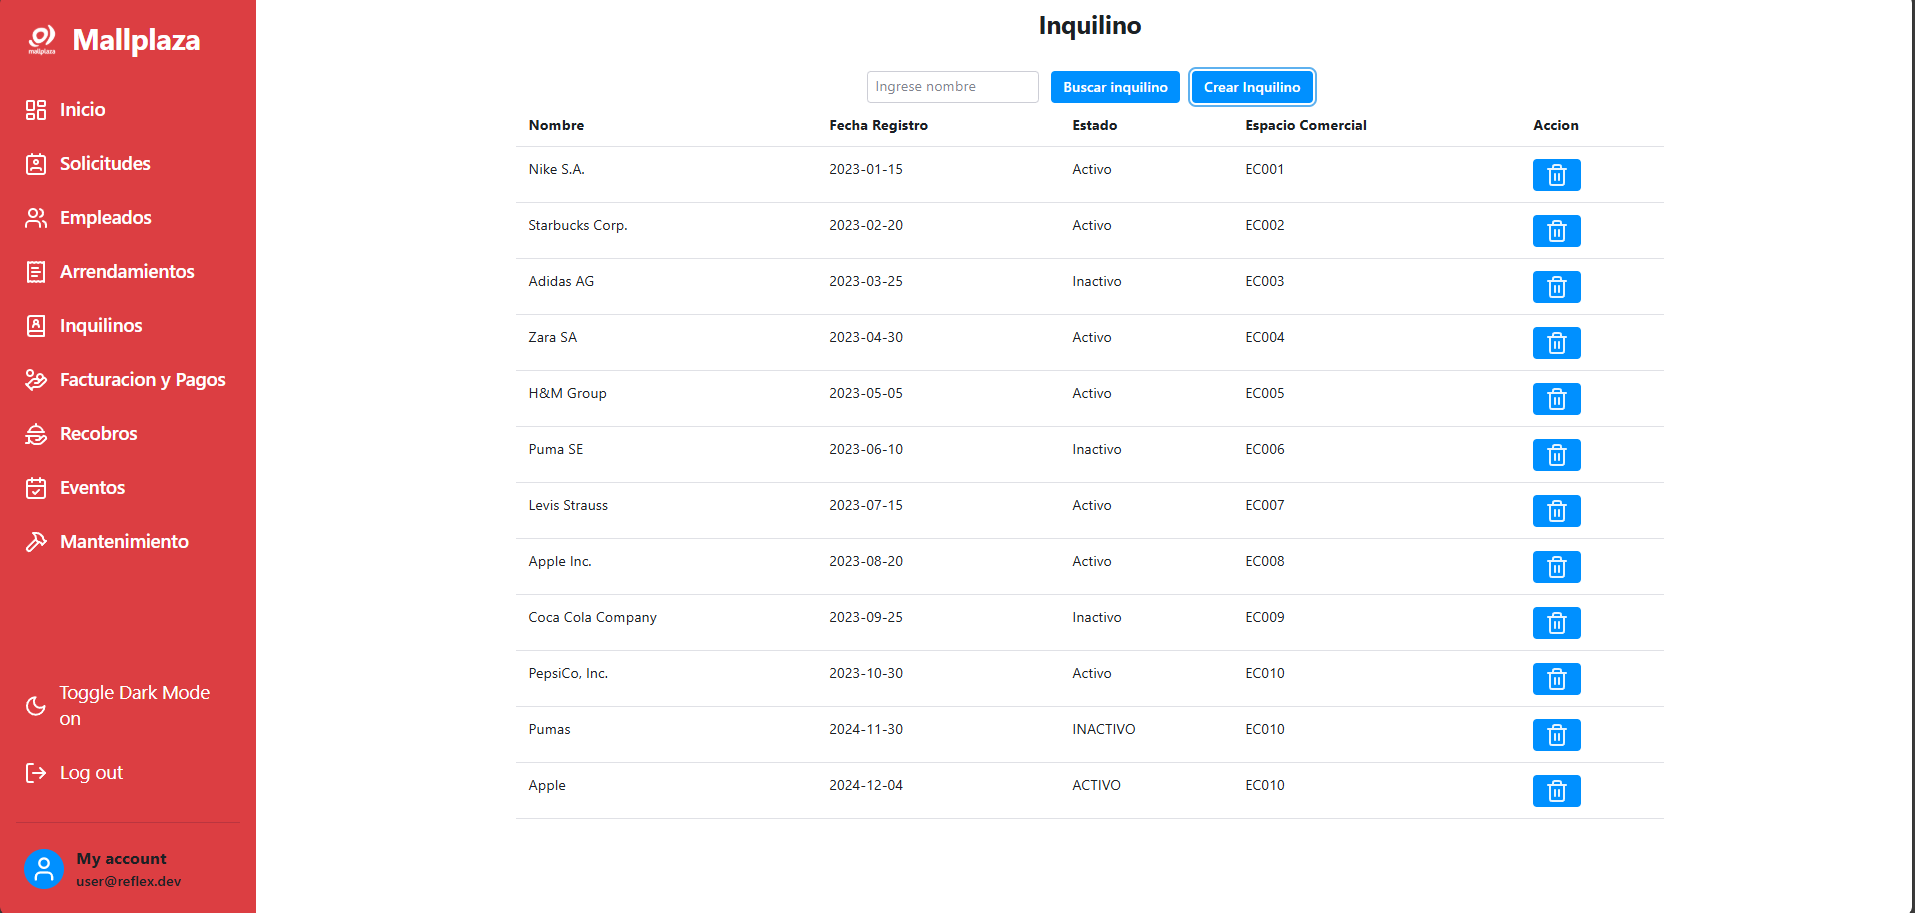 mallplaza
Mallplaza
Inicio
Solicitudes
Empleados
Arrendamientos
Inquilinos
Facturacion y Pagos
Recobros
Eventos
Mantenimiento
Toggle Dark Mode
on
Log out
My account
user@reflex.dev
Inquilino
Ingrese nombre Buscar inquilino Crear Inquilino
Nombre Fecha Registro Estado Espacio Comercial Accion
Nike S.A. 2023-01-15 Activo EC001
Starbucks Corp. 2023-02-20 Activo EC002
Adidas AG 2023-03-25 Inactivo EC003
Zara SA 2023-04-30 Activo EC004
H&M Group 2023-05-05 Activo EC005
Puma SE 2023-06-10 Inactivo EC006
Levis Strauss 2023-07-15 Activo EC007
Apple Inc. 2023-08-20 Activo EC008
Coca Cola Company 2023-09-25 Inactivo EC009
PepsiCo, Inc. 2023-10-30 Activo EC010
Pumas 2024-11-30 INACTIVO EC010
Apple 2024-12-04 ACTIVO EC010